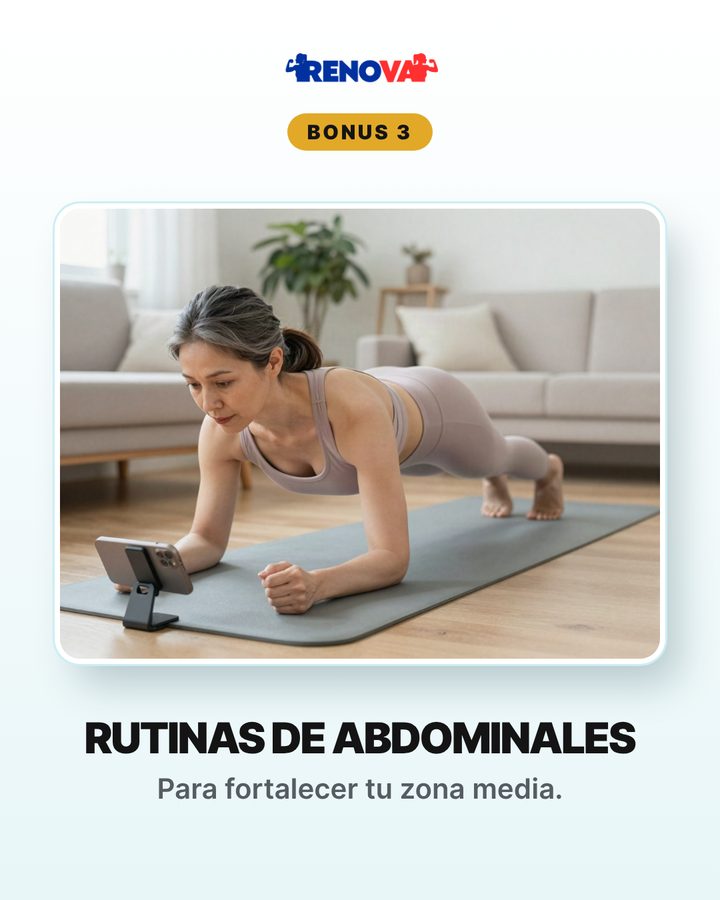 RENOVA
BONUS 3
RUTINAS DE ABDOMINALES
Para fortalecer tu zona media.